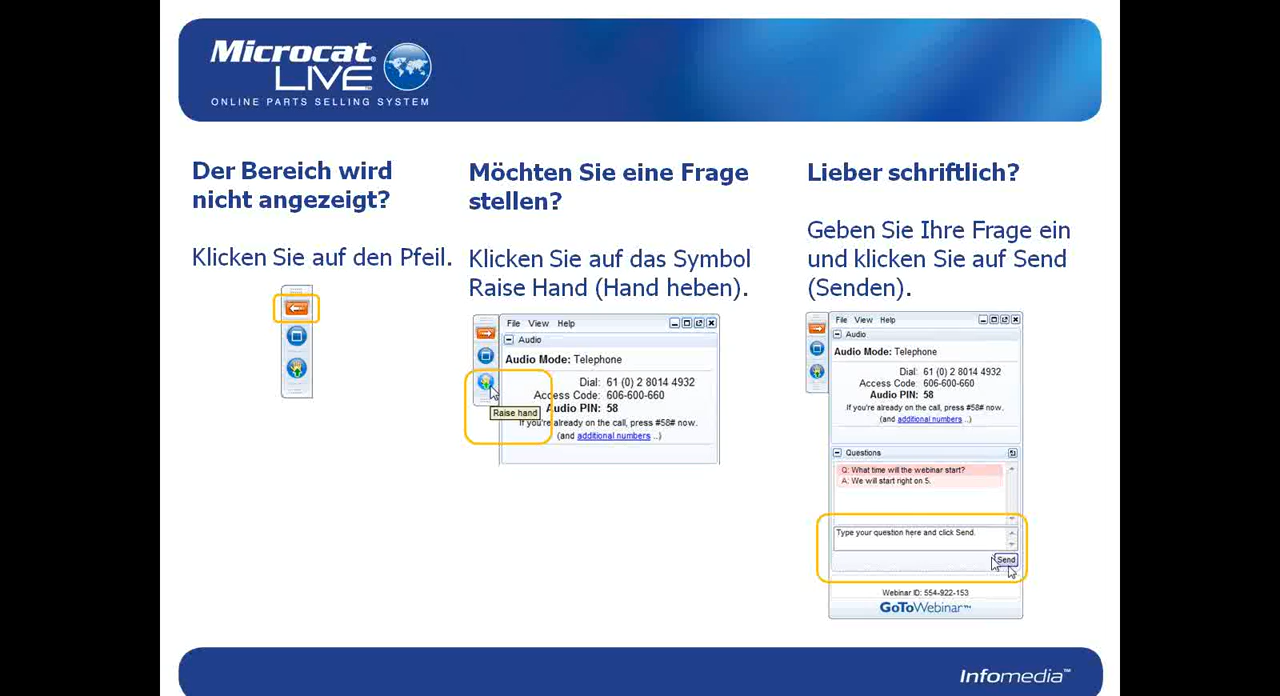 Microcat®
LIVE
ONLINE PARTS SELLING SYSTEM
Der Bereich wird
nicht angezeigt?
Klicken Sie auf den Pfeil.
Möchten Sie eine Frage
stellen?
Klicken Sie auf das Symbol
Raise Hand (Hand heben).
File View Help
Audio
Audio Mode: Telephone
Dial: 61 (0) 2 8014 4932
Access Code: 606-600-660
Audio PIN: 58
Raise hand
If you're already on the call, press #58# now.
(and additional numbers ..)
Lieber schriftlich?
Geben Sie Ihre Frage ein
und klicken Sie auf Send
(Senden).
File View Help
Audio
Audio Mode: Telephone
Dial: 61 (0) 2 8014 4932
Access Code: 606-600-660
Audio PIN: 58
If you're already on the call, press #58# now.
(and additional numbers ..)
Questions
Q: What time will the webinar start?
A: We will start right on 5.
Type your question here and click Send.
Send
Webinar ID: 554-922-153
GoToWebinar™
Infomedia™